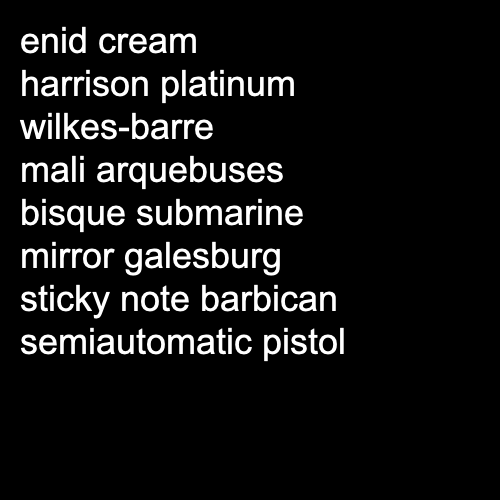 enid cream
harrison platinum
wilkes-barre
mali arquebuses
bisque submarine
mirror galesburg
sticky note barbican
semiautomatic pistol